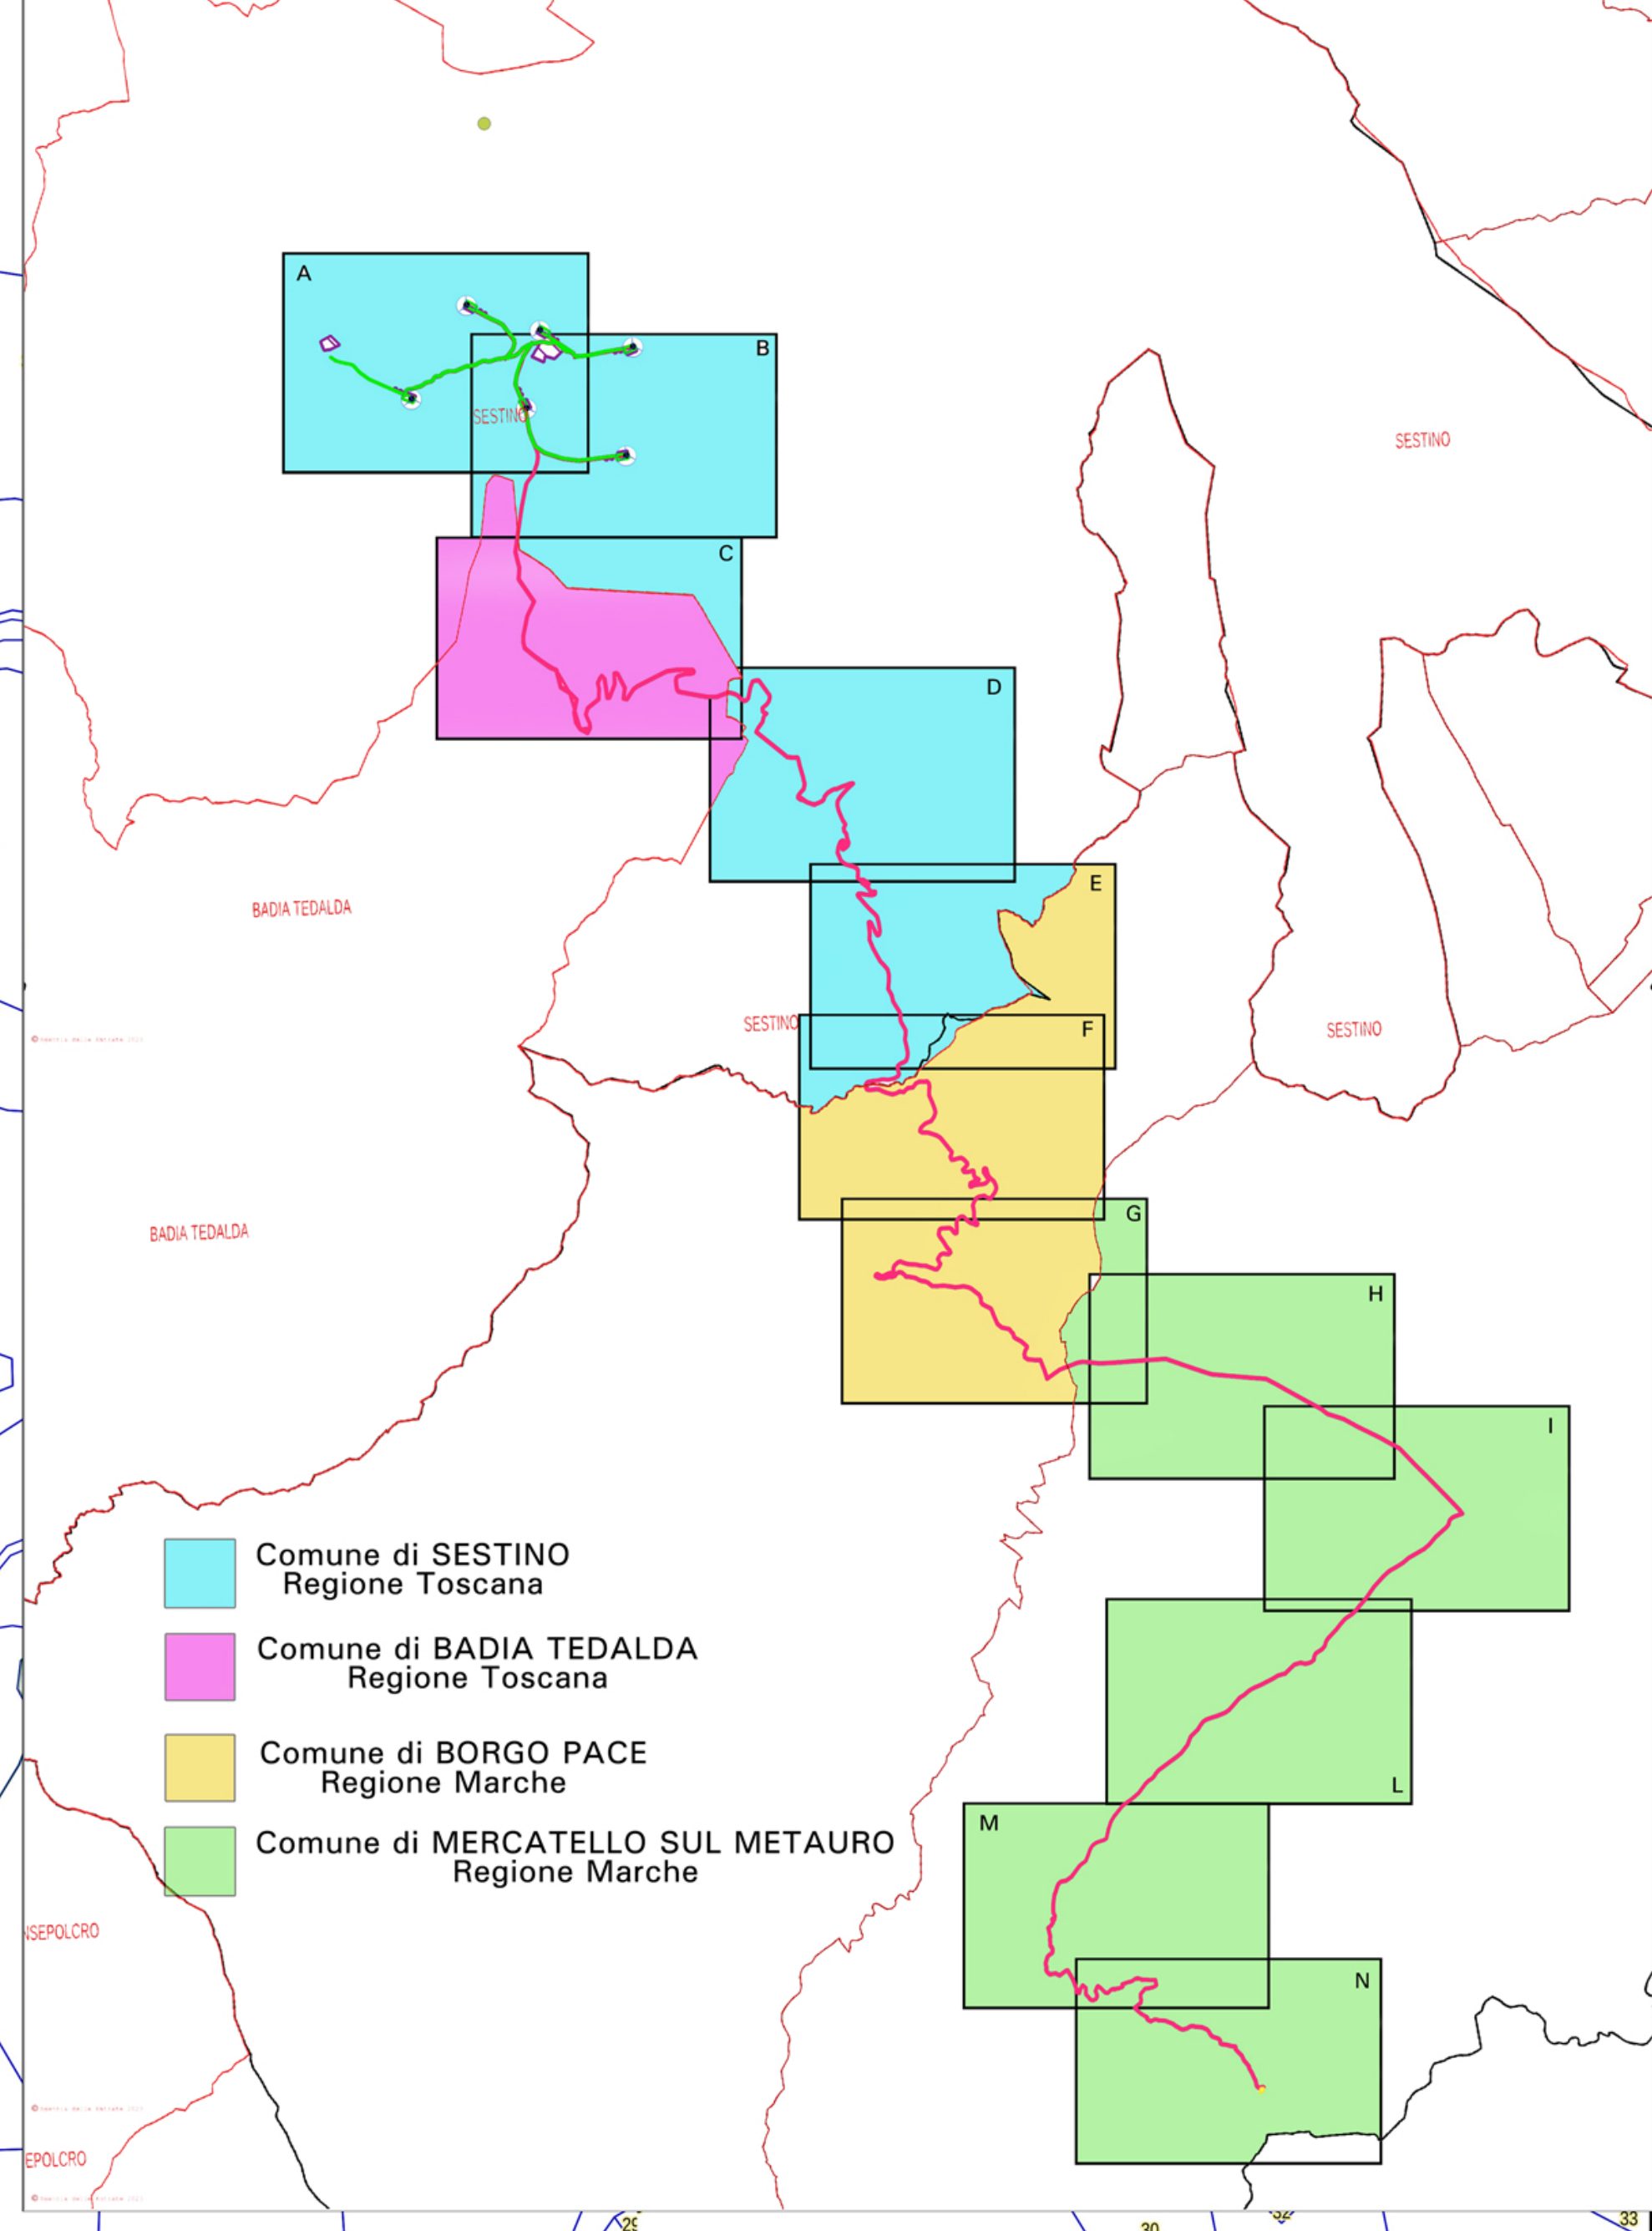 A
B
SESTINO
SESTINO
C
D
E
BADIA TEDALDA
SESTINO
F
SESTINO
G
BADIA TEDALDA
H
I
Comune di SESTINO
Regione Toscana
Comune di BADIA TEDALDA
Regione Toscana
Comune di BORGO PACE
Regione Marche
L
M
Comune di MERCATELLO SUL METAURO
Regione Marche
NSEPOLCRO
N
EPOLCRO
29
30
32
33